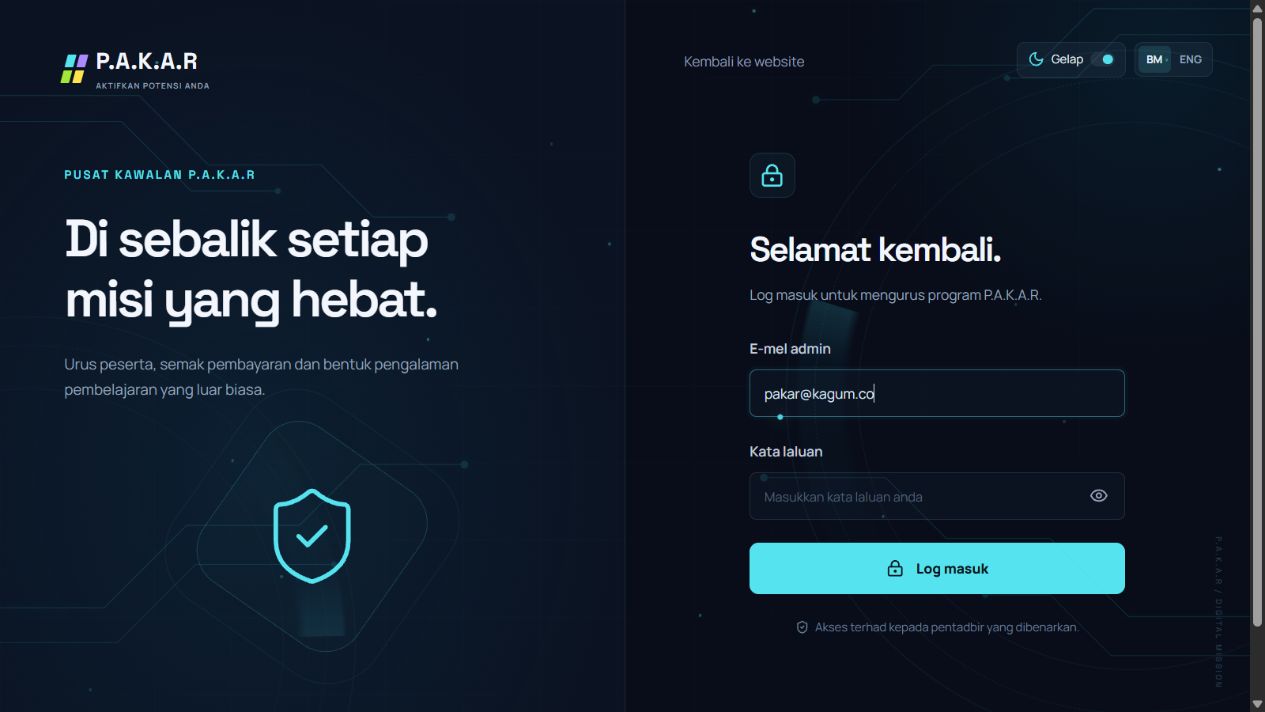 P.A.K.A.R
AKTIFKAN POTENSI ANDA
PUSAT KAWALAN P.A.K.A.R
Di sebalik setiap
misi yang hebat.
Urus peserta, semak pembayaran dan bentuk pengalaman
pembelajaran yang luar biasa.
Kembali ke website
Gelap
BM
ENG
Selamat kembali.
Log masuk untuk mengurus program P.A.K.A.R.
E-mel admin
pakar@kagum.co
Kata laluan
Masukkan kata laluan anda
Log masuk
Akses terhad kepada pentadbir yang dibenarkan.
P.A.K.A.R / DIGITAL MISSION